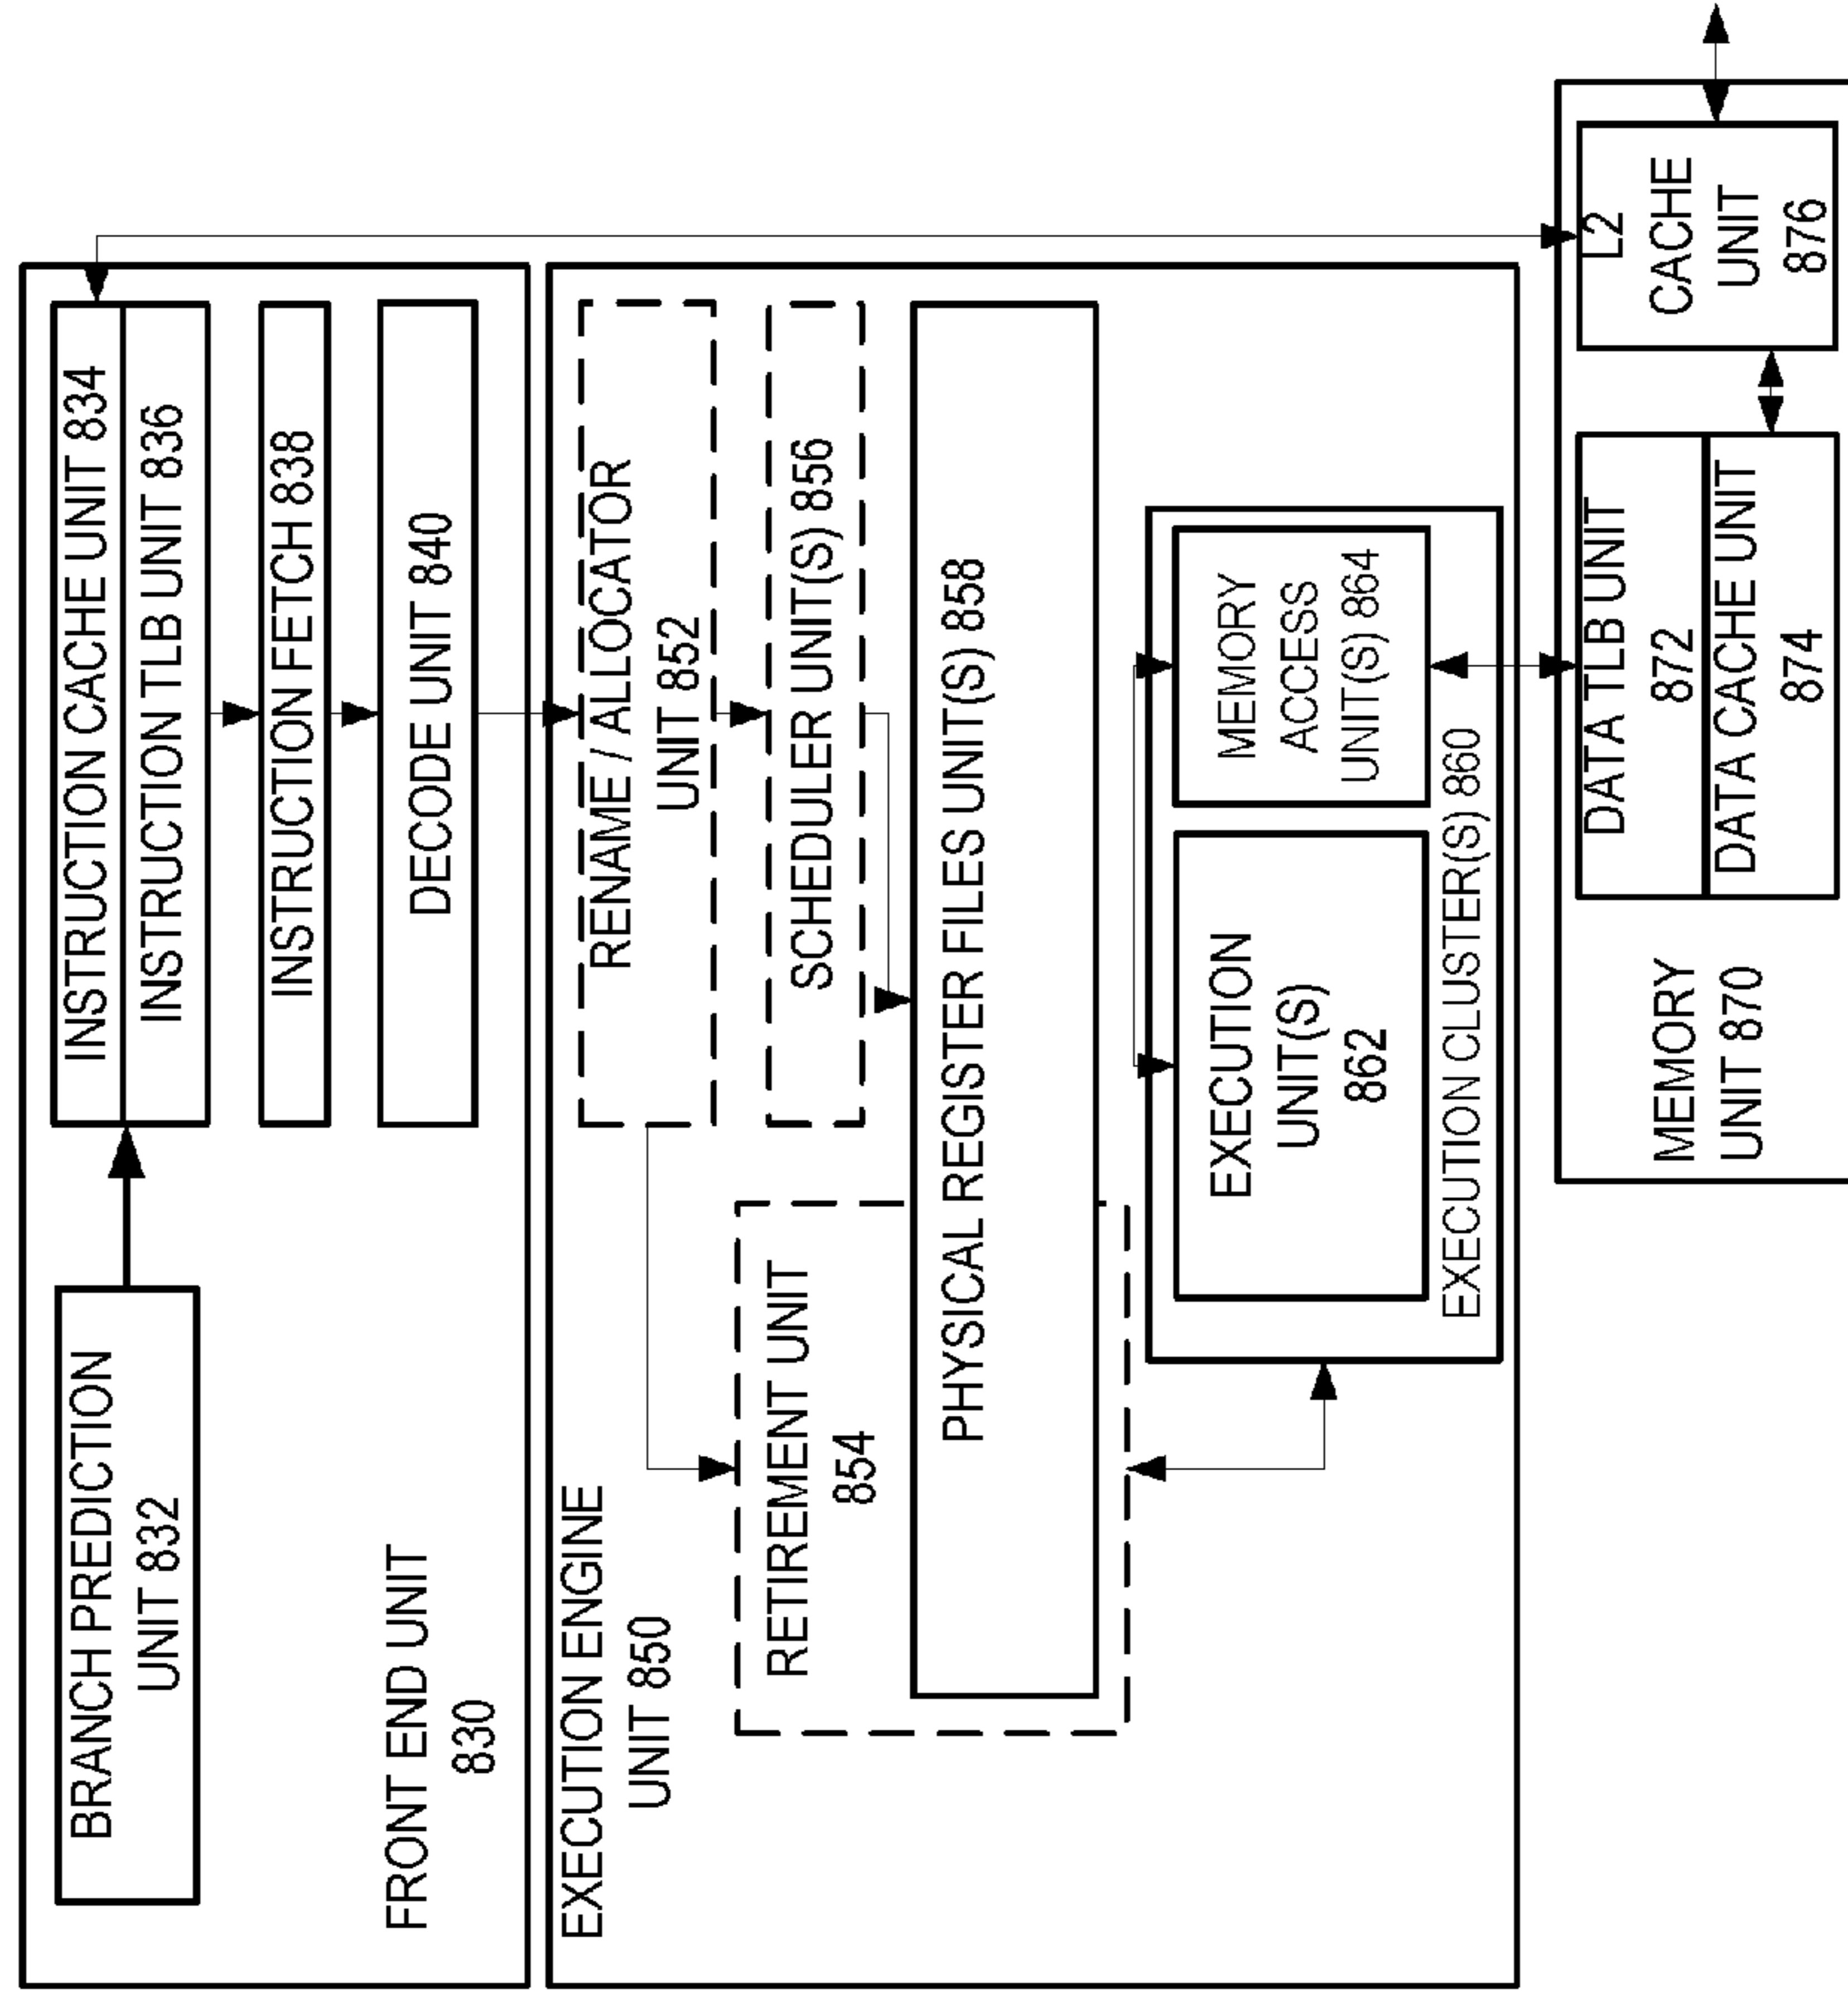 BRANCH PREDICTION
UNIT 832
INSTRUCTION CACHE UNIT 834
INSTRUCTION TLB UNIT 836
INSTRUCTION FETCH 838
DECODE UNIT 840
FRONT END UNIT
830
EXECUTION ENGINE
UNIT 850
RENAME / ALLOCATOR
UNIT 852
RETIREMENT UNIT
854
SCHEDULER UNIT(S) 856
PHYSICAL REGISTER FILES UNIT(S) 858
EXECUTION
UNIT(S)
862
MEMORY
ACCESS
UNIT(S) 864
EXECUTION CLUSTER(S) 860
MEMORY
UNIT 870
DATA TLB UNIT
872
DATA CACHE UNIT
874
L2
CACHE
UNIT
876